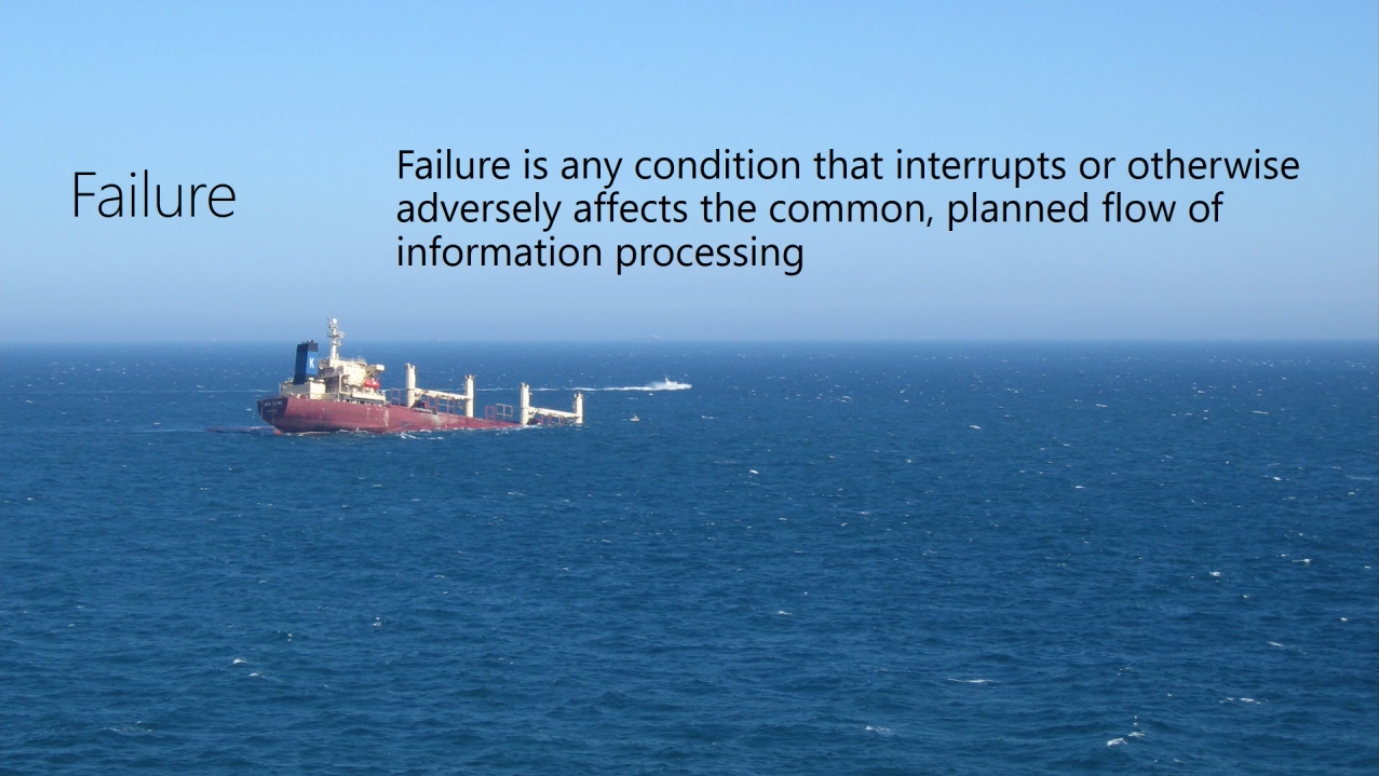 Failure
Failure is any condition that interrupts or otherwise
adversely affects the common, planned flow of
information processing
K